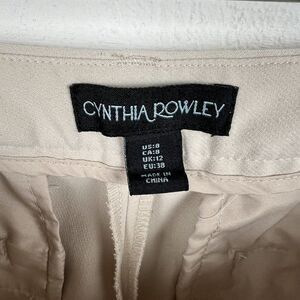 CYNTHIA ROWLEY
US:8
CA:8
UK:12
EU:38
MADE IN
CHINA